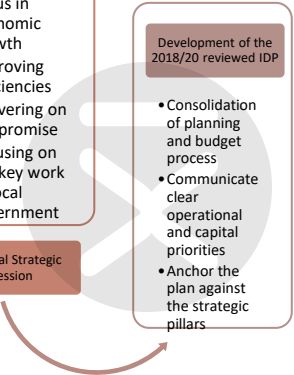 us in
nomic
wth
roving
iencies
vering on
promise
using on
key work
ocal
ernment
al Strategic
ession
Development of the
2018/20 reviewed IDP
• Consolidation
of planning
and budget
process
• Communicate
clear
operational
and capital
priorities
• Anchor the
plan against
the strategic
pillars